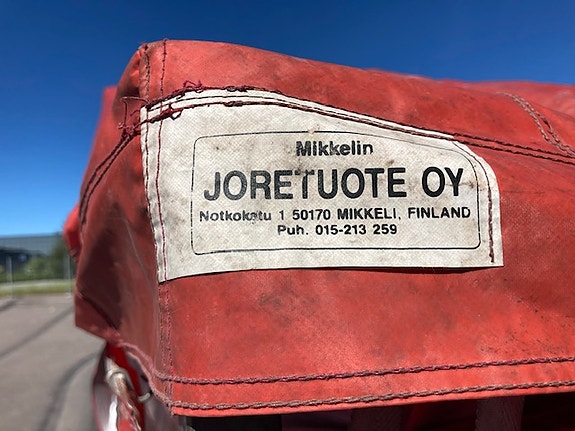 Mikkelin
JORETUOTE OY
Notkokatu 1 50170 MIKKELI, FINLAND
Puh. 015-213 259